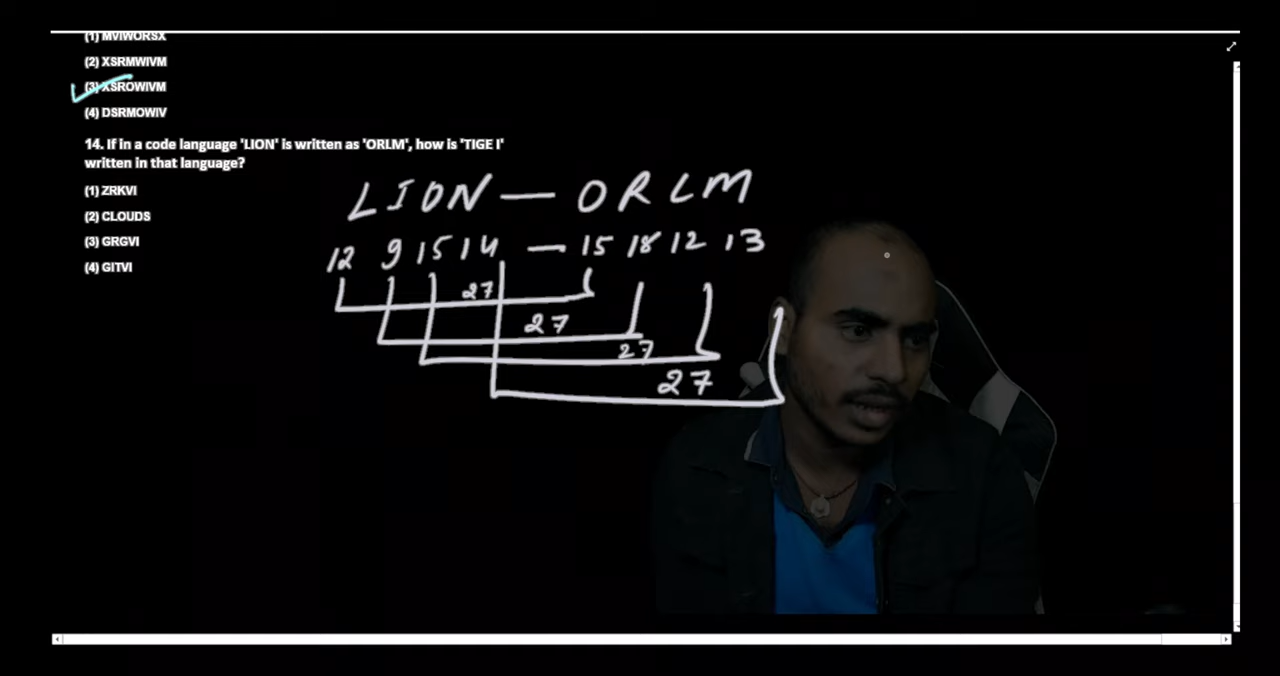 (1) MVIWORSX
(2) XSRMWIVM
(3) XSROWIVM
(4) DSRMOWIV
14. If in a code language 'LION' is written as 'ORLM', how is 'TIGE I'
written in that language?
(1) ZRKVI
(2) CLOUDS
(3) GRGVI
(4) GITVI
LION — ORLM
12 9 15 14 — 15 18 12 13
27
27
27
27